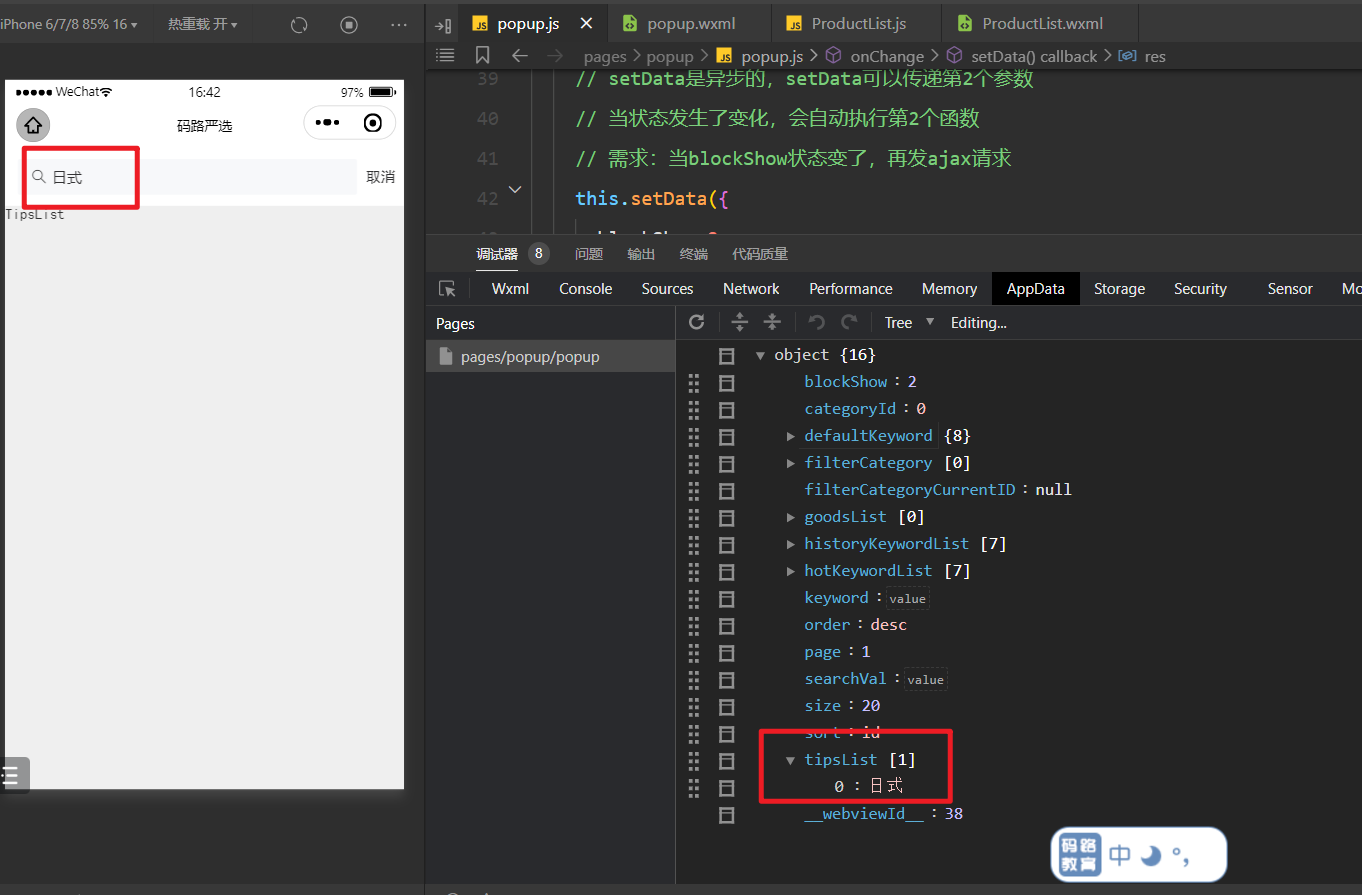 iPhone 6/7/8 85% 16
热重载 开
popup.js
popup.wxml
ProductList.js
ProductList.wxml
pages > popup > popup.js > onChange > setData() callback > res
WeChat
16:42
97%
码路严选
日式
取消
TipsList
39 // setData是异步的，setData可以传递第2个参数
40 // 当状态发生了变化，会自动执行第2个函数
41 // 需求：当blockShow状态变了，再发ajax请求
42 this.setData({
调试器 8 问题 输出 终端 代码质量
Wxml Console Sources Network Performance Memory AppData Storage Security Sensor Mo
Pages
Tree
Editing...
pages/popup/popup
object {16}
blockShow : 2
categoryId : 0
defaultKeyword {8}
filterCategory [0]
filterCategoryCurrentID : null
goodsList [0]
historyKeywordList [7]
hotKeywordList [7]
keyword : value
order : desc
page : 1
searchVal : value
size : 20
sort : id
tipsList [1]
0 : 日式
__webviewId__ : 38
码路
教育
中 °,